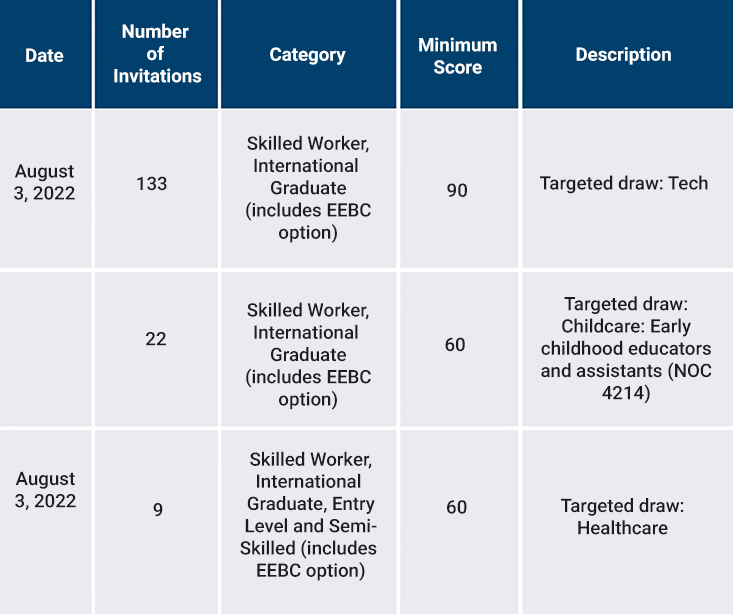 Date
Number
of
Invitations
Category
Minimum
Score
Description
August
3, 2022
133
Skilled Worker,
International
Graduate
(includes EEBC
option)
90
Targeted draw: Tech
22
Skilled Worker,
International
Graduate
(includes EEBC
option)
60
Targeted draw:
Childcare: Early
childhood educators
and assistants (NOC
4214)
August
3, 2022
9
Skilled Worker,
International
Graduate, Entry
Level and Semi-
Skilled (includes
EEBC option)
60
Targeted draw:
Healthcare